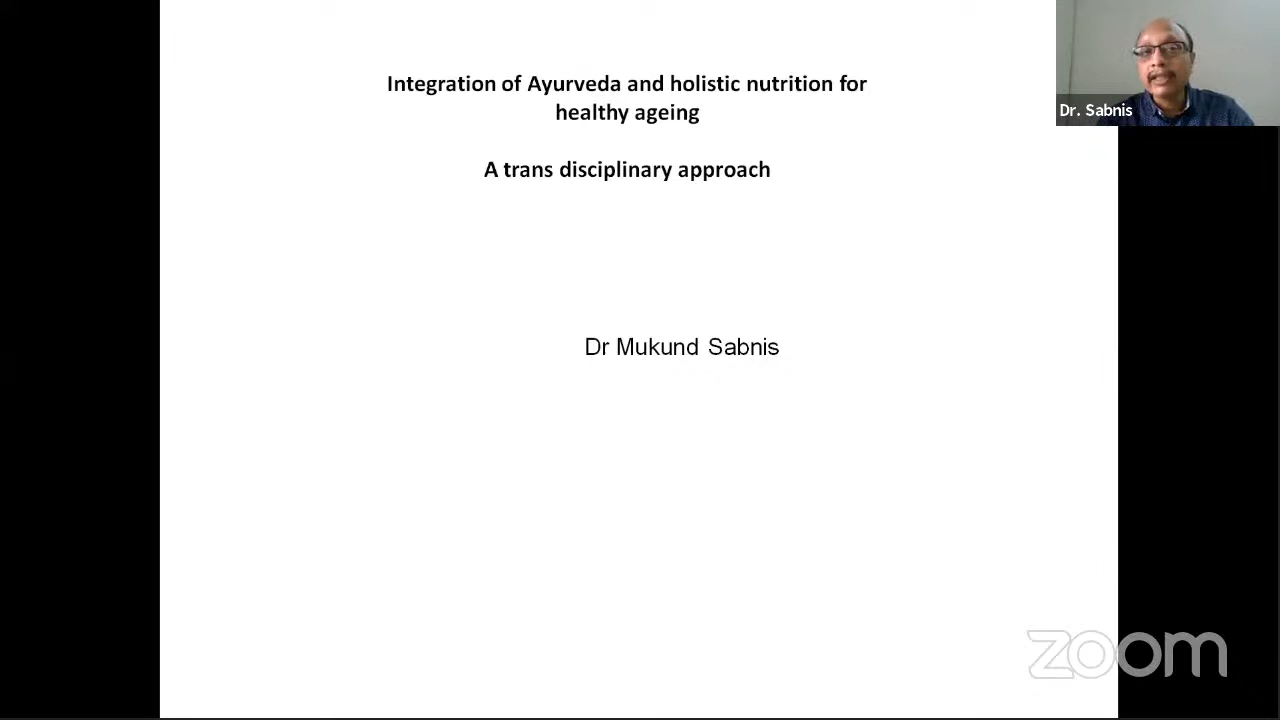 Integration of Ayurveda and holistic nutrition for
healthy ageing
A trans disciplinary approach
Dr. Sabnis
Dr Mukund Sabnis
zoom